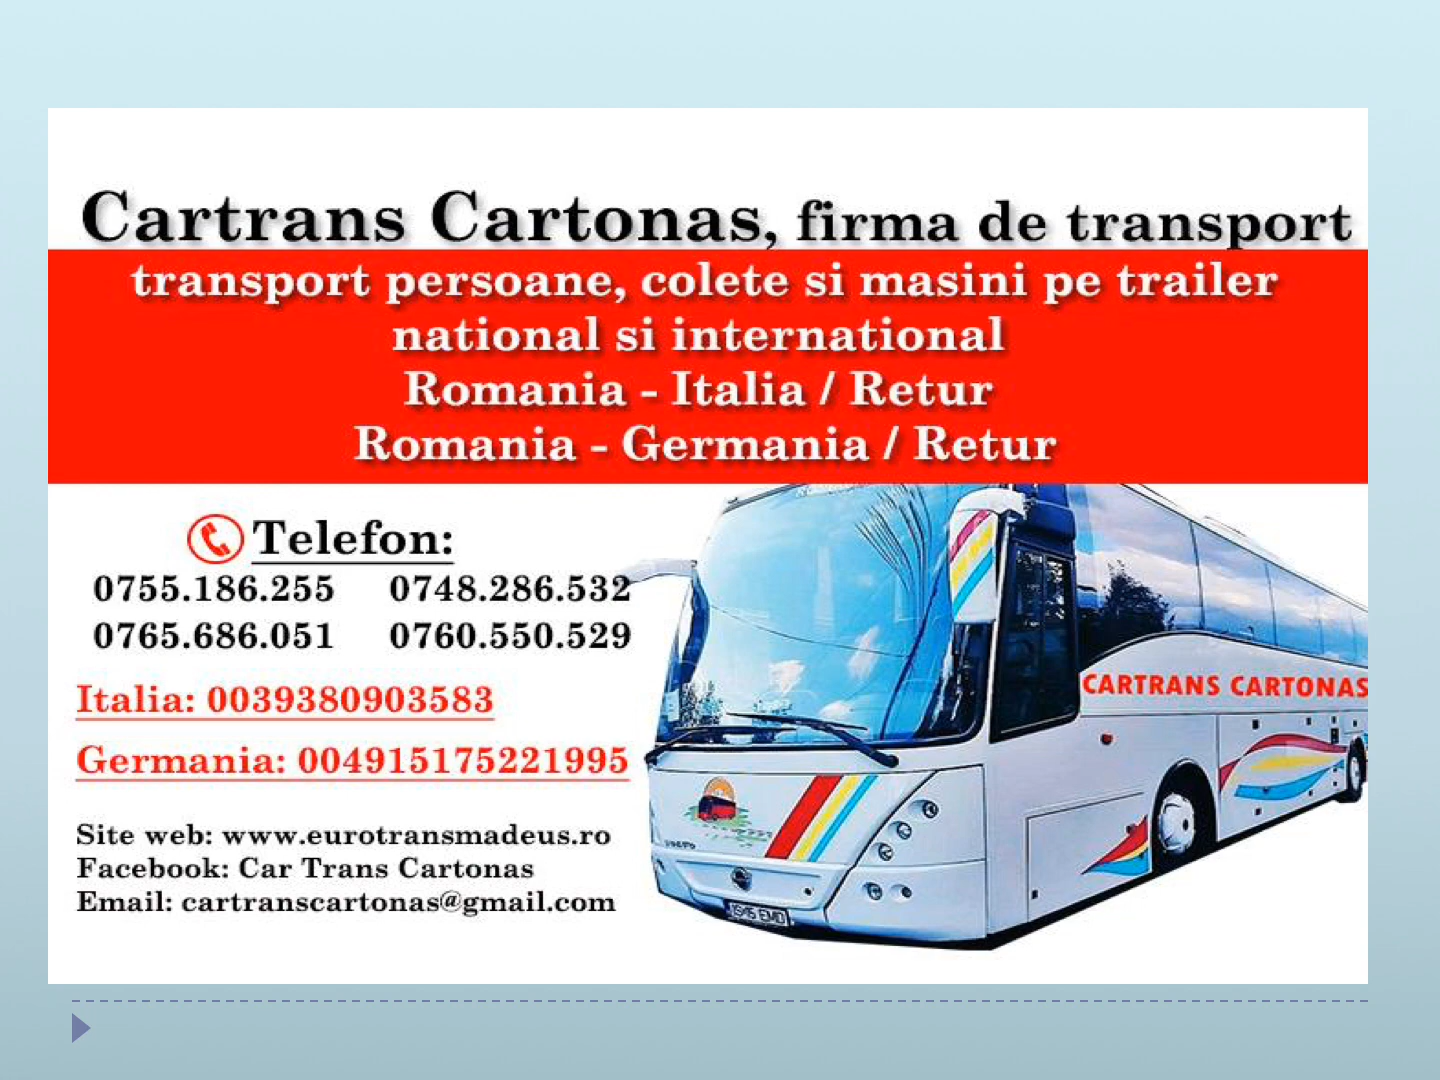 Cartrans Cartonas, firma de transport
transport persoane, colete si masini pe trailer
national si international
Romania - Italia / Retur
Romania - Germania / Retur
Telefon:
0755.186.255 0748.286.532
0765.686.051 0760.550.529
Italia: 0039380903583
Germania: 004915175221995
Site web: www.eurotransmadeus.ro
Facebook: Car Trans Cartonas
Email: cartranscartonas@gmail.com
CARTRANS CARTONAS